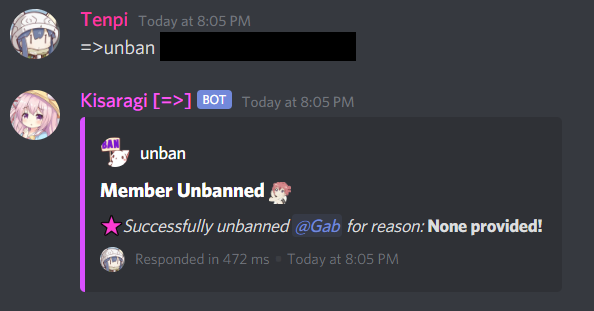 Tenpi Today at 8:05 PM
=>unban
Kisaragi [=>] BOT Today at 8:05 PM
BAN unban
Member Unbanned
Successfully unbanned @Gab for reason: None provided!
Responded in 472 ms • Today at 8:05 PM